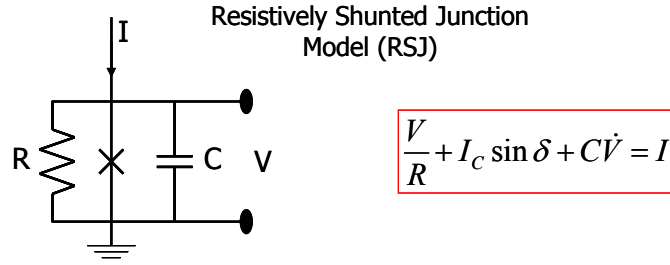 Resistively Shunted Junction
Model (RSJ)
I
R
C
V
V/R + I_C sin δ + CV̇ = I